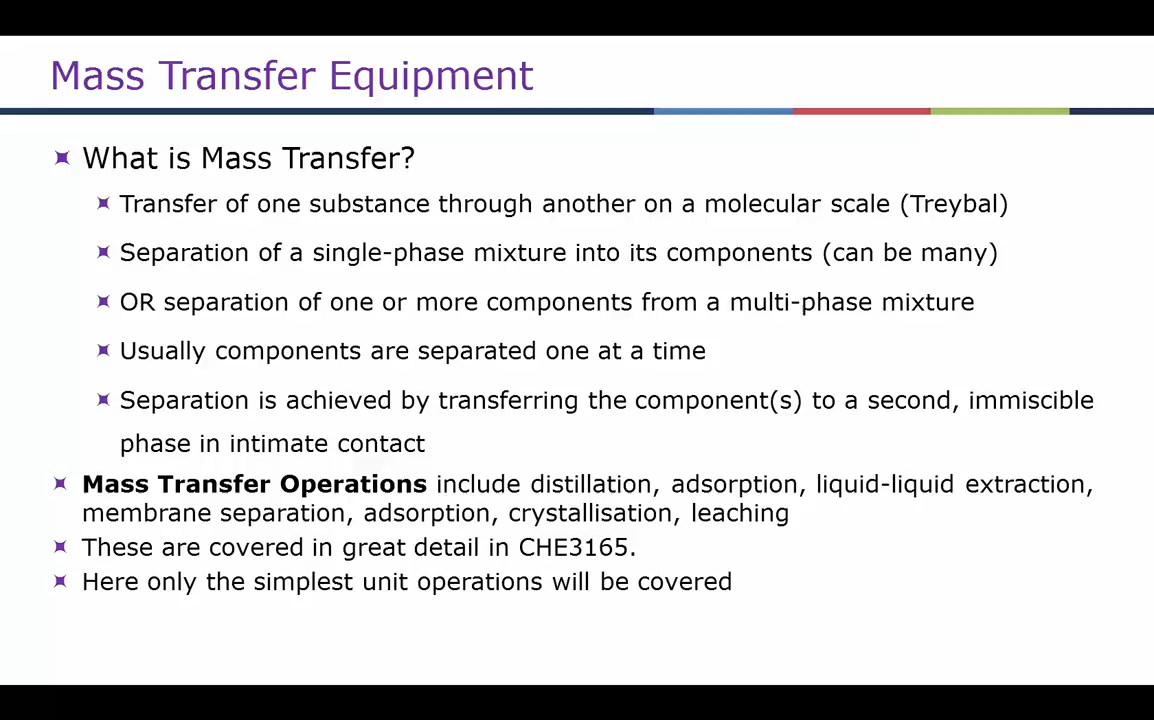 Mass Transfer Equipment
What is Mass Transfer?
Transfer of one substance through another on a molecular scale (Treybal)
Separation of a single-phase mixture into its components (can be many)
OR separation of one or more components from a multi-phase mixture
Usually components are separated one at a time
Separation is achieved by transferring the component(s) to a second, immiscible
phase in intimate contact
Mass Transfer Operations include distillation, adsorption, liquid-liquid extraction,
membrane separation, adsorption, crystallisation, leaching
These are covered in great detail in CHE3165.
Here only the simplest unit operations will be covered